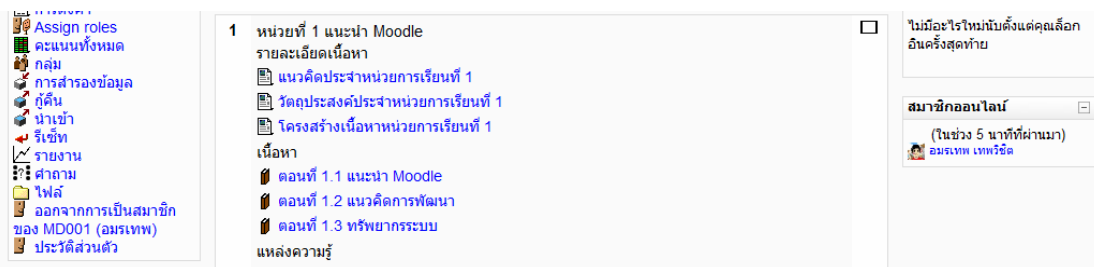 การตั้งค่า
Assign roles
คะแนนทั้งหมด
กลุ่ม
การสำรองข้อมูล
กู้คืน
นำเข้า
รีเซ็ท
รายงาน
คำถาม
ไฟล์
ออกจากการเป็นสมาชิก
ของ MD001 (อมรเทพ)
ประวัติส่วนตัว
1 หน่วยที่ 1 แนะนำ Moodle
รายละเอียดเนื้อหา
แนวคิดประจำหน่วยการเรียนที่ 1
วัตถุประสงค์ประจำหน่วยการเรียนที่ 1
โครงสร้างเนื้อหาหน่วยการเรียนที่ 1
เนื้อหา
ตอนที่ 1.1 แนะนำ Moodle
ตอนที่ 1.2 แนวคิดการพัฒนา
ตอนที่ 1.3 ทรัพยากรระบบ
แหล่งความรู้
ไม่มีอะไรใหม่นับตั้งแต่คุณล็อก
อินครั้งสุดท้าย
สมาชิกออนไลน์
(ในช่วง 5 นาทีที่ผ่านมา)
อมรเทพ เทพวิชิต